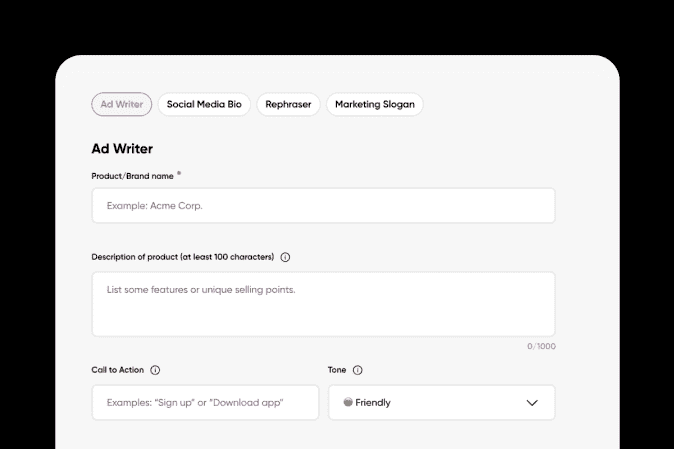 Ad Writer Social Media Bio Rephraser Marketing Slogan
Ad Writer
Product/Brand name *
Example: Acme Corp.
Description of product (at least 100 characters)
List some features or unique selling points.
0/1000
Call to Action Tone
Examples: “Sign up” or “Download app” Friendly